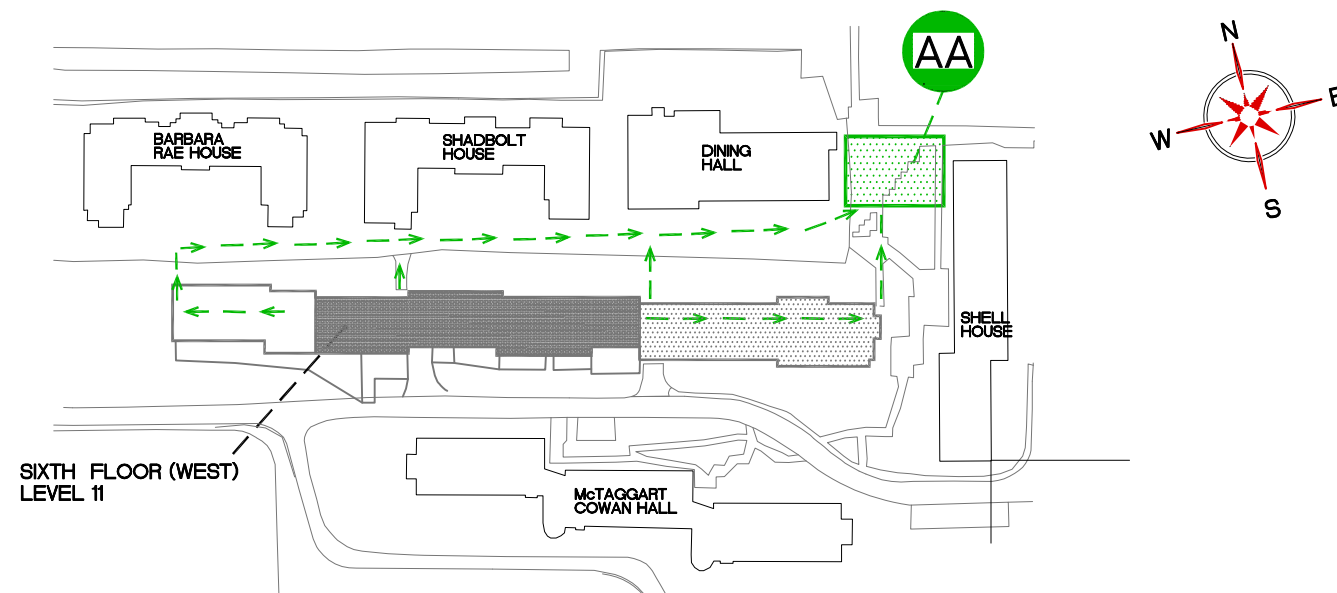 AA
N
E
W
S
BARBARA
RAE HOUSE
SHADBOLT
HOUSE
DINING
HALL
SHELL
HOUSE
SIXTH FLOOR (WEST)
LEVEL 11
McTAGGART
COWAN HALL